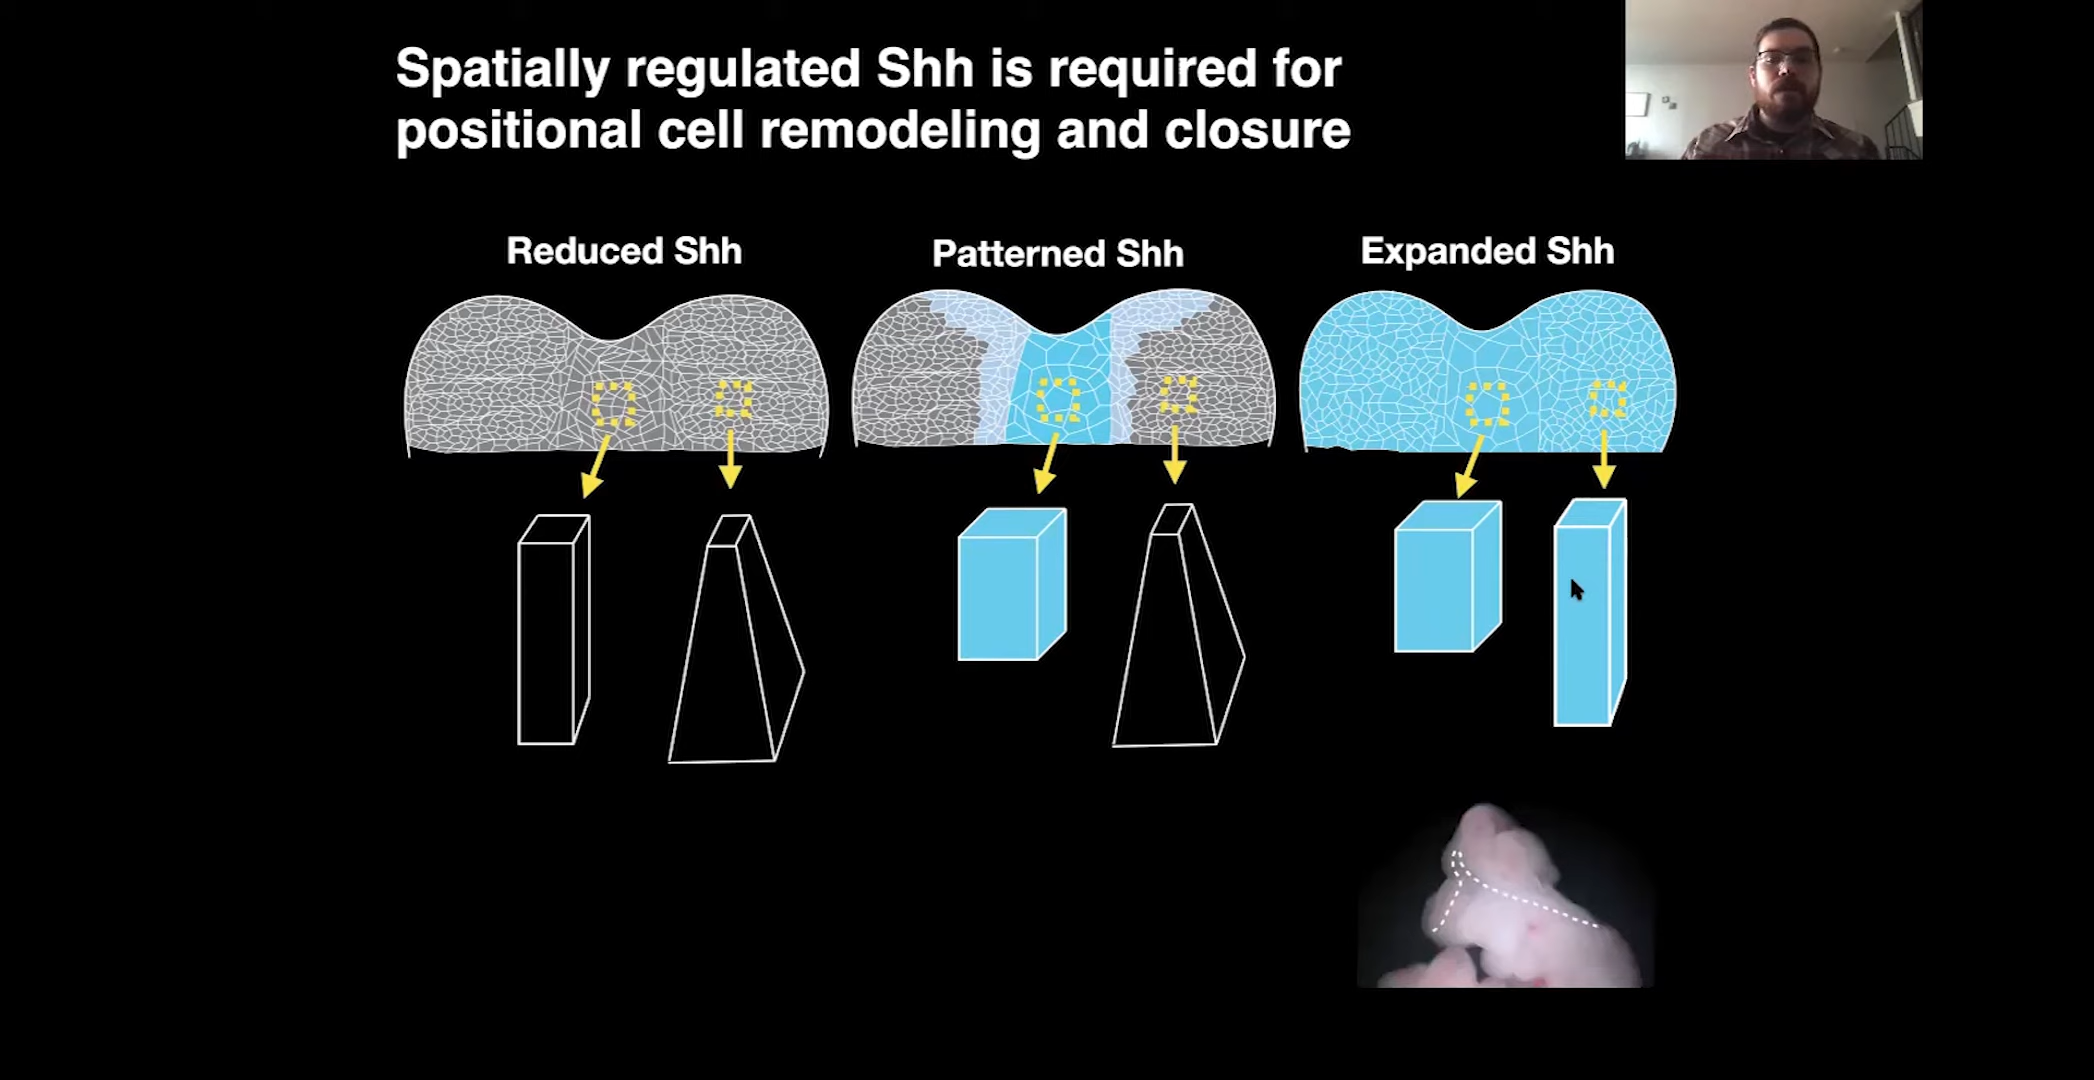 Spatially regulated Shh is required for
positional cell remodeling and closure
Reduced Shh
Patterned Shh
Expanded Shh